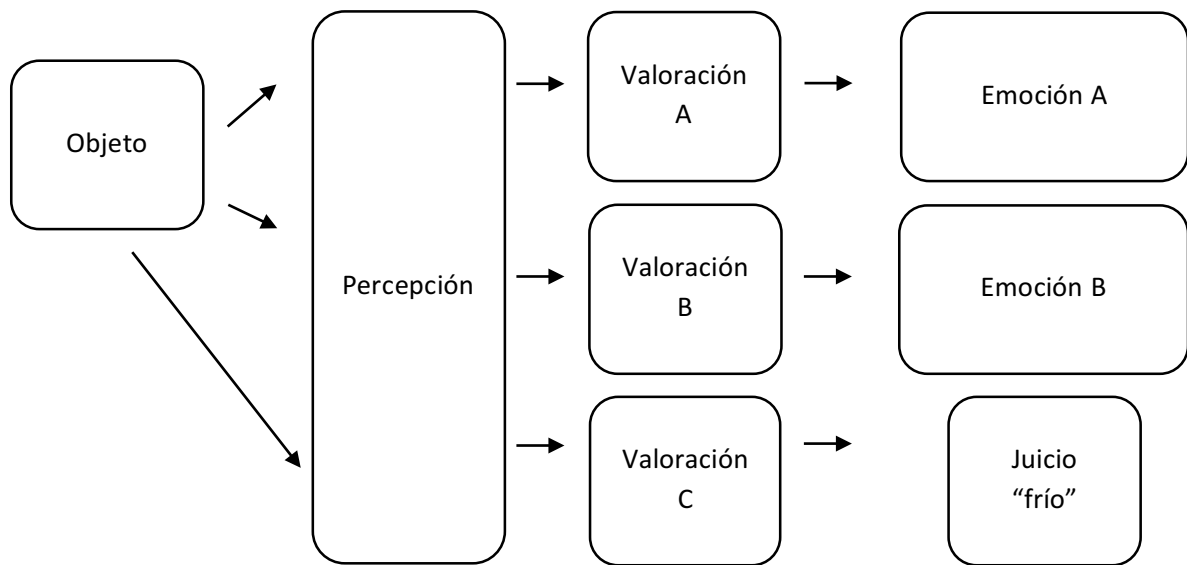 Objeto
Percepción
Valoración
A
Emoción A
Valoración
B
Emoción B
Valoración
C
Juicio
“frío”